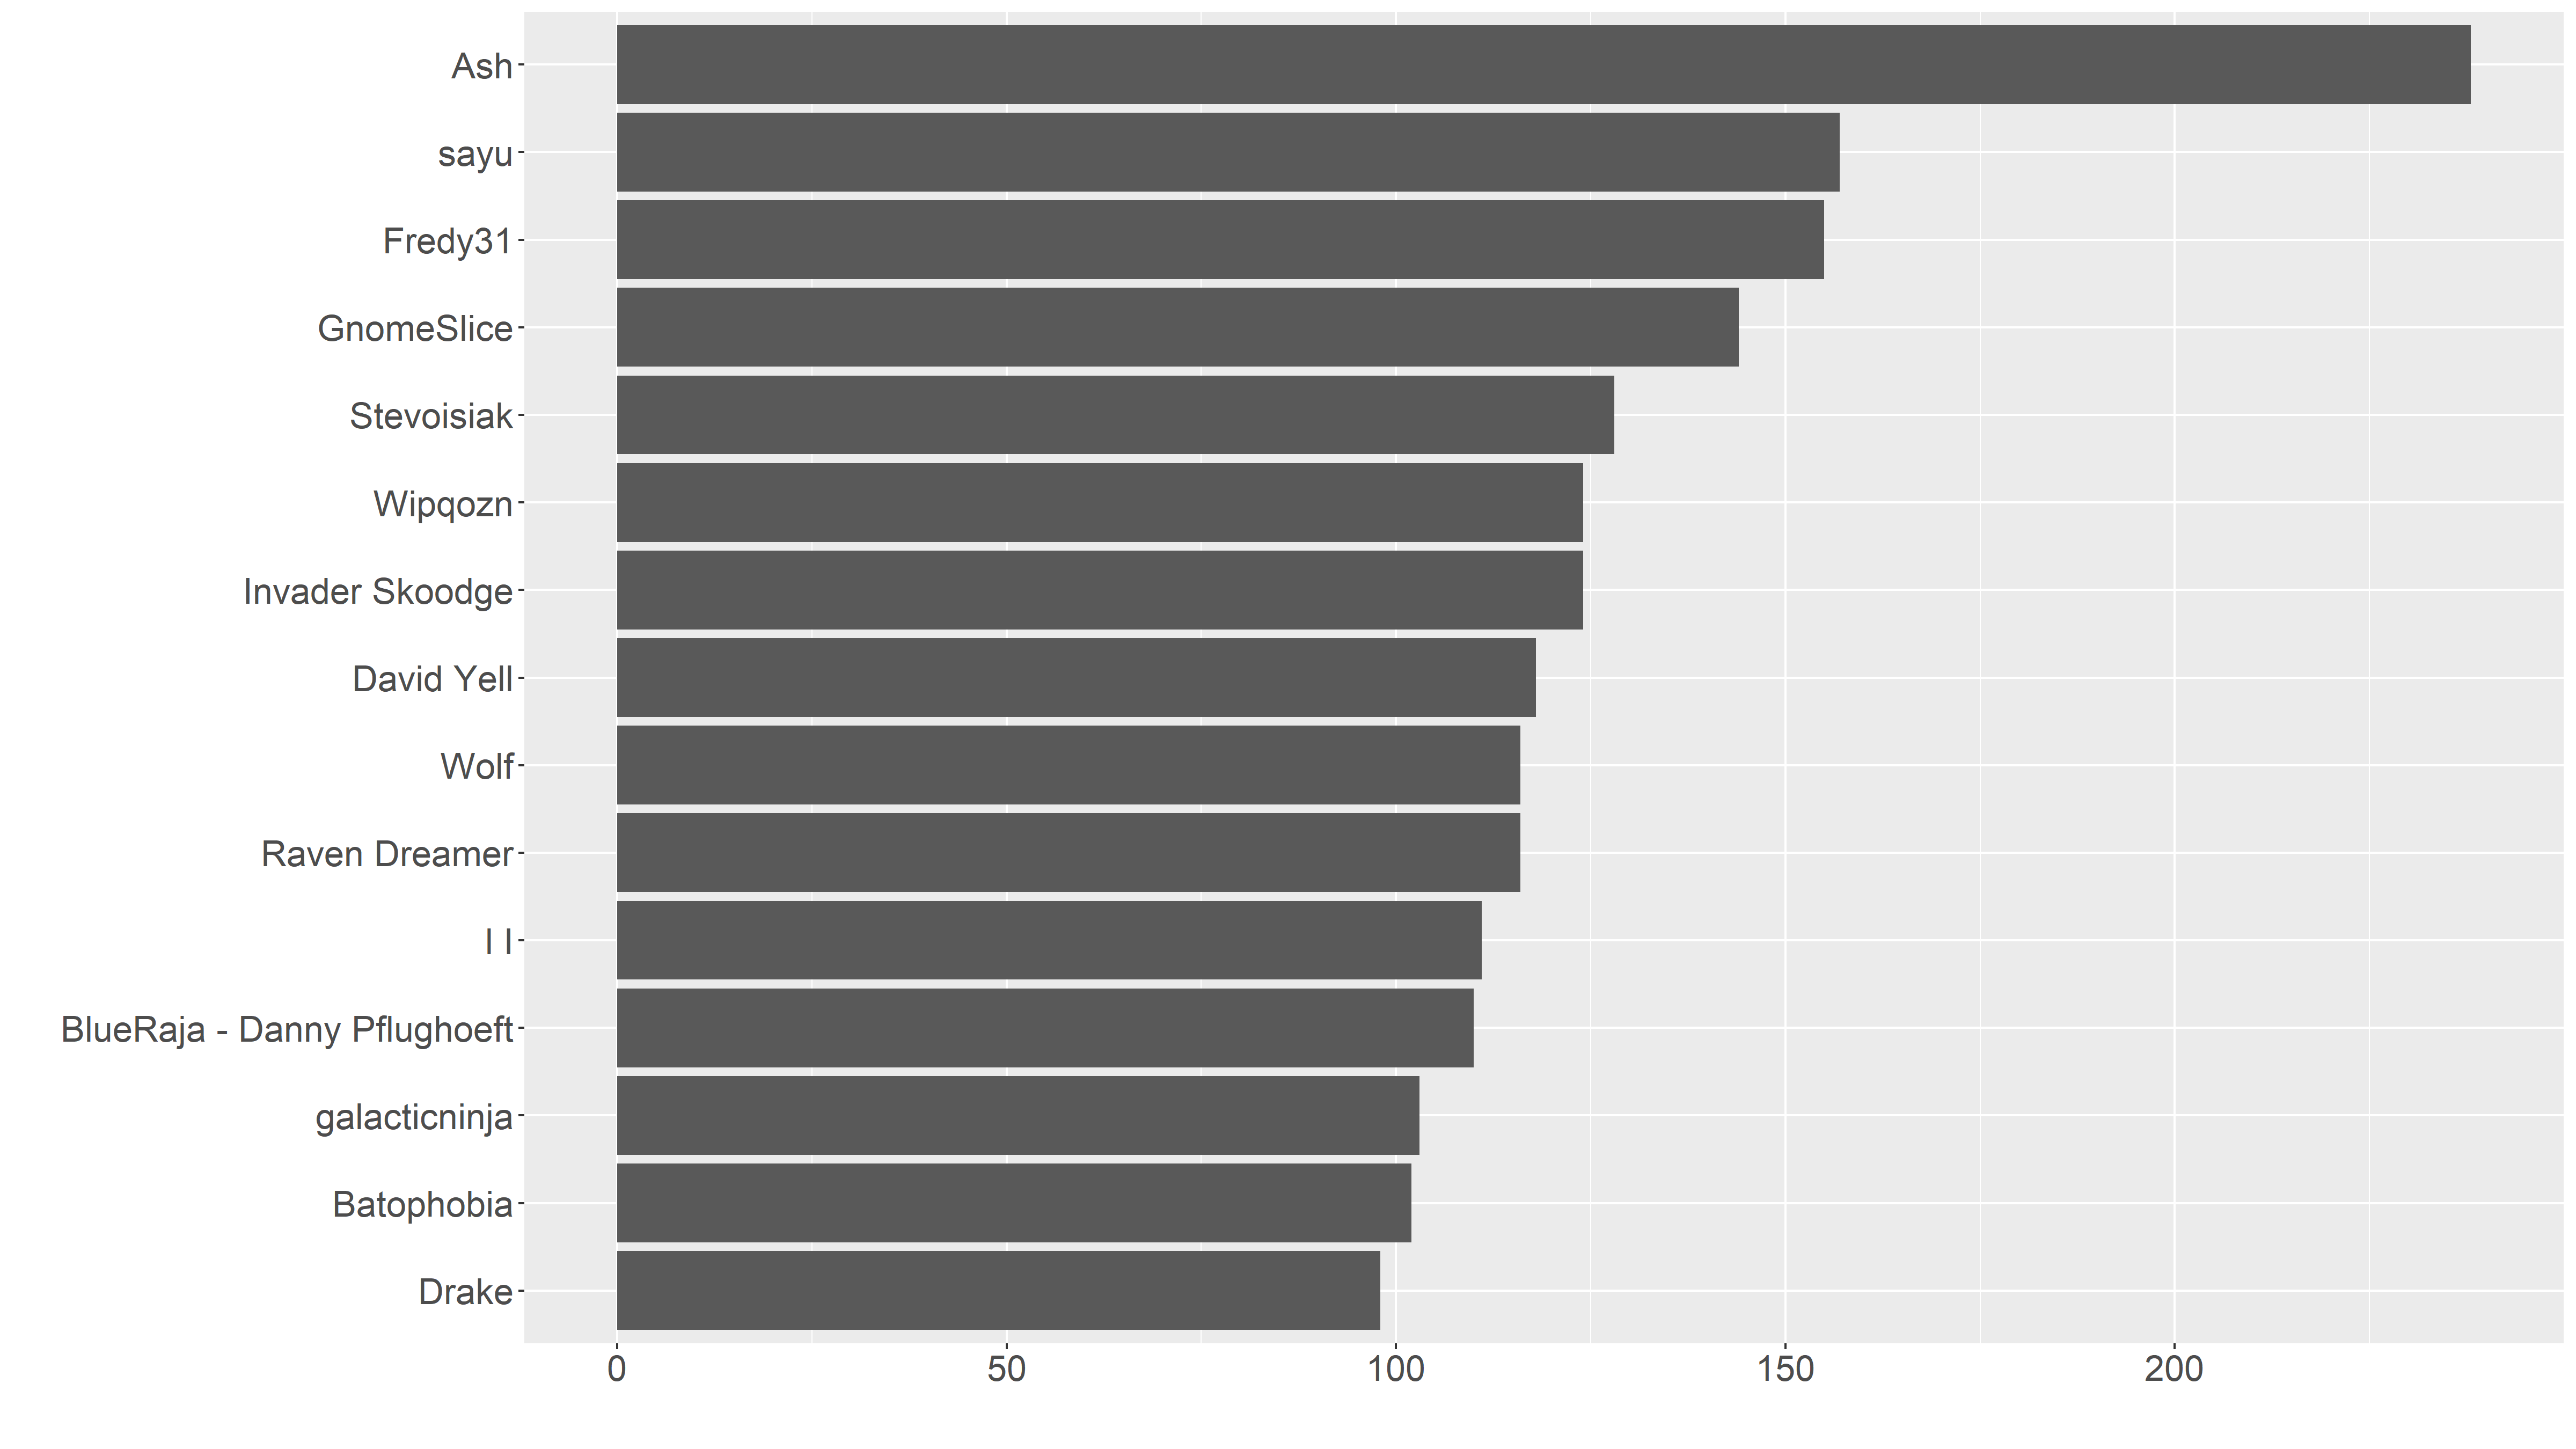 Ash
sayu
Fredy31
GnomeSlice
Stevoisiak
Wipqozn
Invader Skoodge
David Yell
Wolf
Raven Dreamer
l I
BlueRaja - Danny Pflughoeft
galacticninja
Batophobia
Drake
0 50 100 150 200